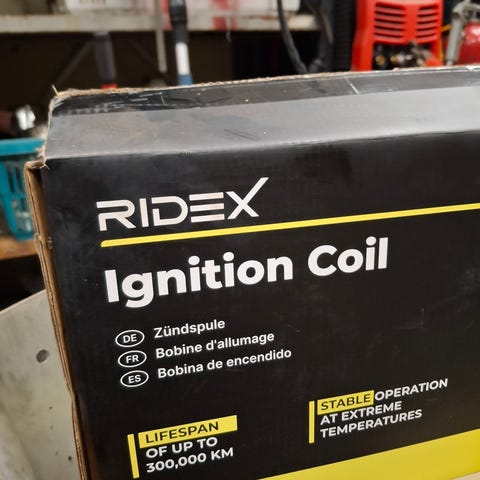 RIDEX
Ignition Coil
DE Zündspule
FR Bobine d'allumage
ES Bobina de encendido
LIFESPAN
OF UP TO
300,000 KM
STABLE OPERATION
AT EXTREME
TEMPERATURES